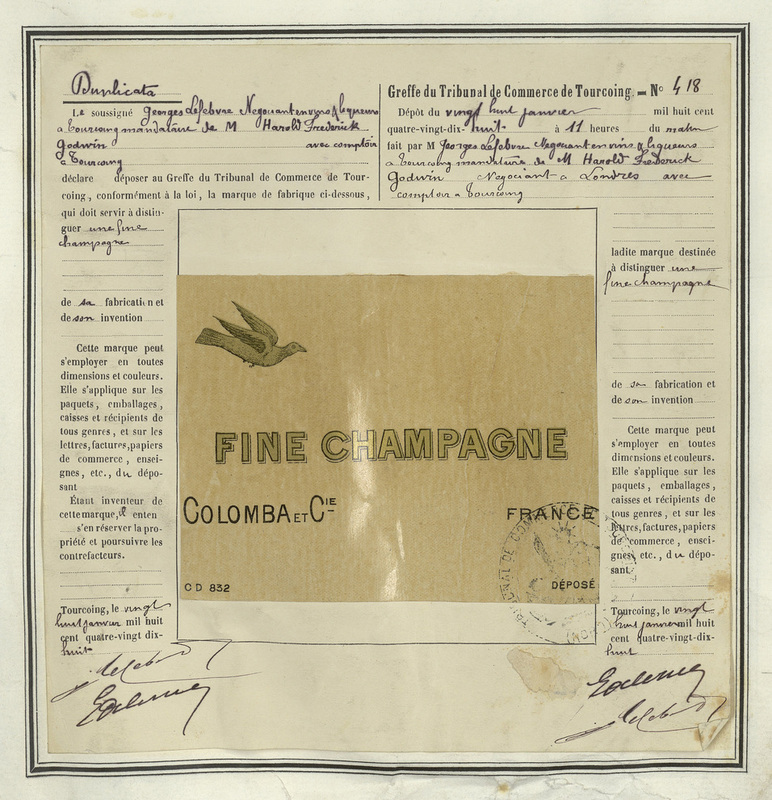 Duplicata
Le soussigné Georges Lefebvre Negouant en vins & liqueurs
a tourcoing mandataire de M Harold Frederick
Godwin avec comptoir
a Tourcoing
déclare déposer au Greffe du Tribunal de Commerce de Tour-
coing, conformément à la loi, la marque de fabrique ci-dessous,
qui doit servir à distin-
guer une fine
champagne
de sa fabrication et
de son invention
Cette marque peut
s'employer en toutes
dimensions et couleurs.
Elle s'applique sur les
paquets, emballages,
caisses et récipients de
tous genres, et sur les
lettres, factures, papiers
de commerce, ensei-
gnes, etc., du dépo-
sant
Étant inventeur de
cette marque, il enten
s'en réserver la pro-
priété et poursuivre les
contrefacteurs.
Tourcoing, le vingt
huit janvier mil huit
cent quatre-vingt dix-
huit
Greffe du Tribunal de Commerce de Tourcoing. — No 418
Dépôt du vingt huit janvier mil huit cent
quatre-vingt-dix- huit à 11 heures du matin
fait par M Georges Lefebvre Negouant en vins & liqueurs
a Tourcoing mandataire de M Harold Frederick
Godwin Negociant a Londres avec
comptoir a Tourcoing
ladite marque destinée
à distinguer une
fine champagne
de sa fabrication et
de son invention
Cette marque peut
s'employer en toutes
dimensions et couleurs.
Elle s'applique sur les
paquets, emballages,
caisses et récipients de
tous genres, et sur les
lettres, factures, papiers
de commerce, ensei-
gnes, etc., du dépo-
sant
Tourcoing, le vingt
huit janvier mil huit
cent quatre-vingt-dix-
huit
FINE CHAMPAGNE
COLOMBA ET CIE
FRANCE
CD 832
DÉPOSÉ
TRIBUNAL DE COM
(NORD)